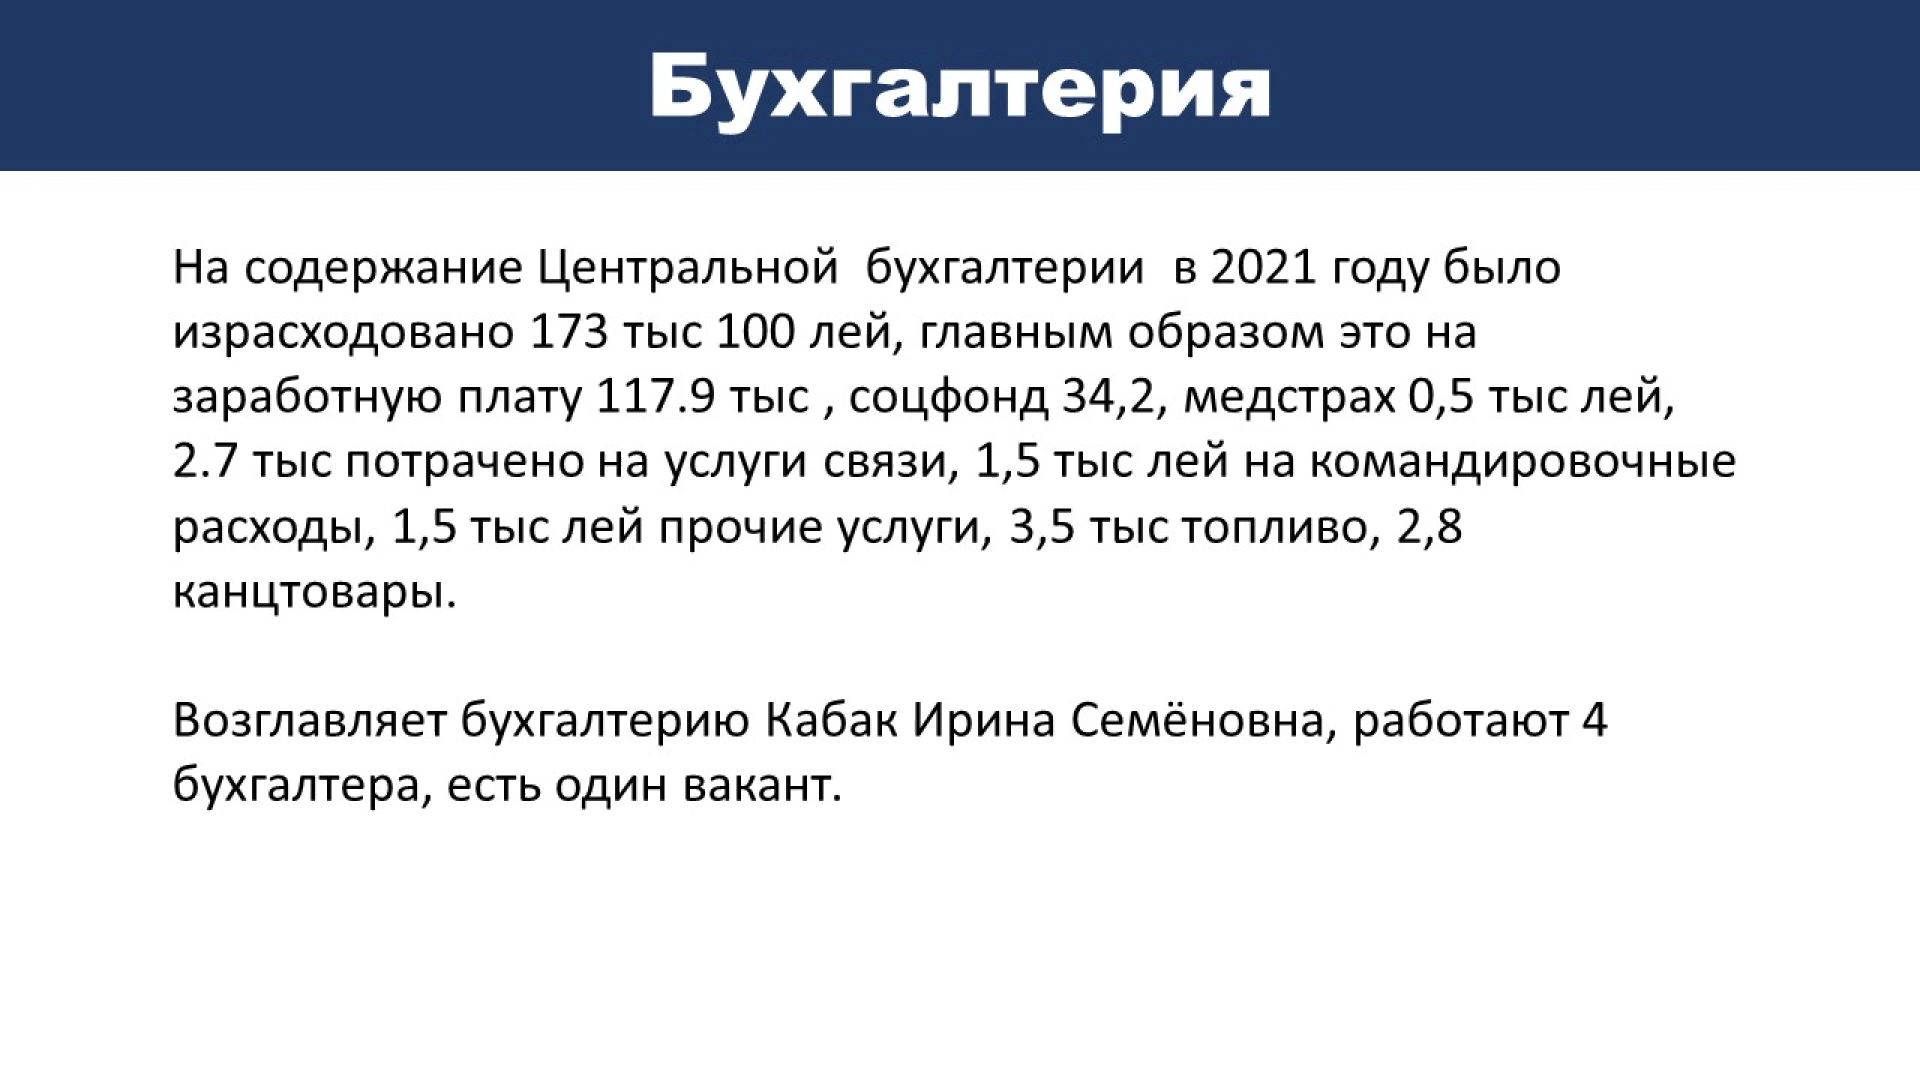 Бухгалтерия
На содержание Центральной  бухгалтерии  в 2021 году было
израсходовано 173 тыс 100 лей, главным образом это на
заработную плату 117.9 тыс , соцфонд 34,2, медстрах 0,5 тыс лей,
2.7 тыс потрачено на услуги связи, 1,5 тыс лей на командировочные
расходы, 1,5 тыс лей прочие услуги, 3,5 тыс топливо, 2,8
канцтовары.
Возглавляет бухгалтерию Кабак Ирина Семёновна, работают 4
бухгалтера, есть один вакант.